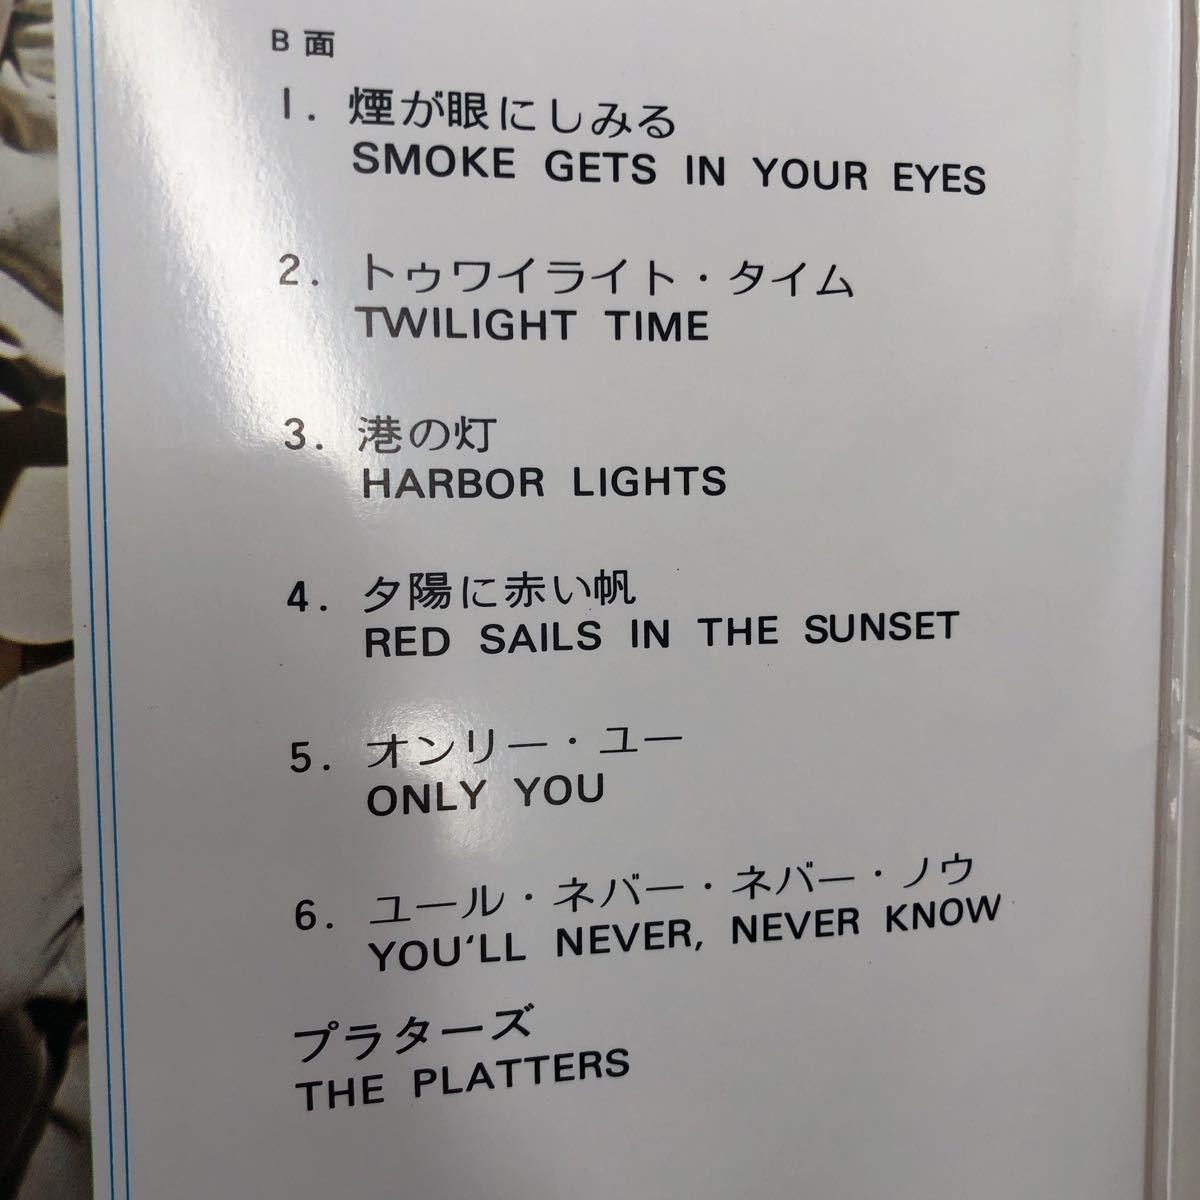 B 面
1. 煙が眼にしみる
SMOKE GETS IN YOUR EYES
2. トゥワイライト・タイム
TWILIGHT TIME
3. 港の灯
HARBOR LIGHTS
4. 夕陽に赤い帆
RED SAILS IN THE SUNSET
5. オンリー・ユー
ONLY YOU
6. ユール・ネバー・ネバー・ノウ
YOU'LL NEVER, NEVER KNOW
プラターズ
THE PLATTERS